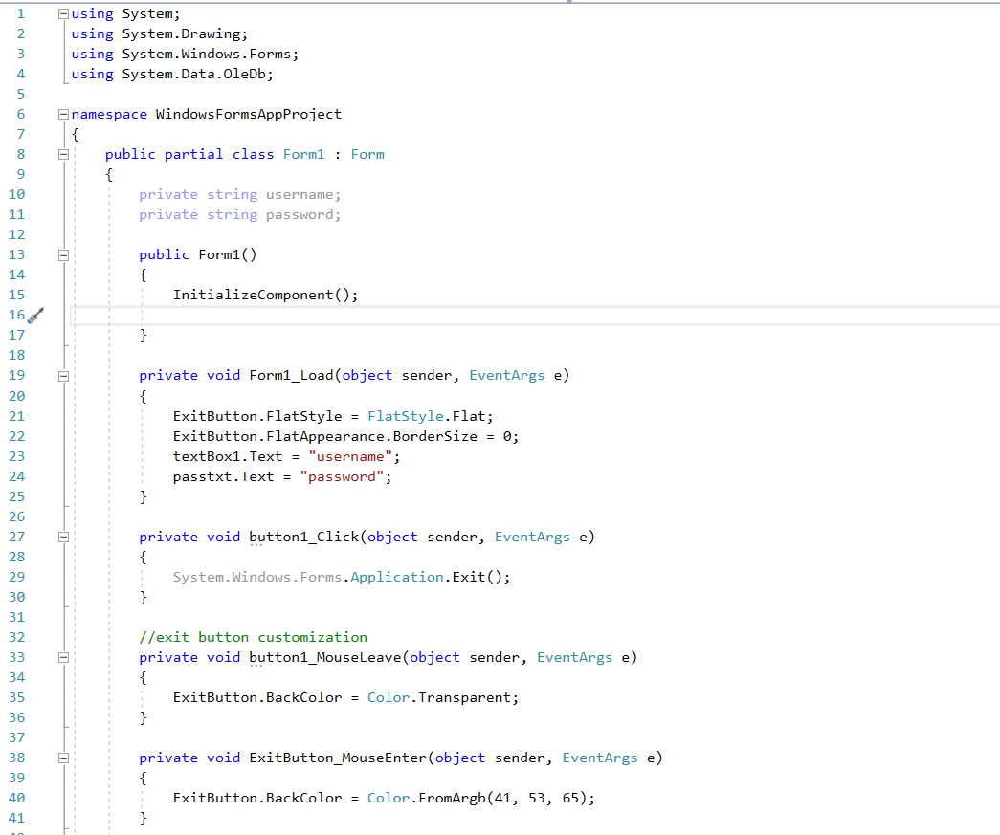 1 using System;
2 using System.Drawing;
3 using System.Windows.Forms;
4 using System.Data.OleDb;
5
6 namespace WindowsFormsAppProject
7 {
8 public partial class Form1 : Form
9 {
10 private string username;
11 private string password;
12
13 public Form1()
14 {
15 InitializeComponent();
16
17 }
18
19 private void Form1_Load(object sender, EventArgs e)
20 {
21 ExitButton.FlatStyle = FlatStyle.Flat;
22 ExitButton.FlatAppearance.BorderSize = 0;
23 textBox1.Text = "username";
24 passtxt.Text = "password";
25 }
26
27 private void button1_Click(object sender, EventArgs e)
28 {
29 System.Windows.Forms.Application.Exit();
30 }
31
32 //exit button customization
33 private void button1_MouseLeave(object sender, EventArgs e)
34 {
35 ExitButton.BackColor = Color.Transparent;
36 }
37
38 private void ExitButton_MouseEnter(object sender, EventArgs e)
39 {
40 ExitButton.BackColor = Color.FromArgb(41, 53, 65);
41 }